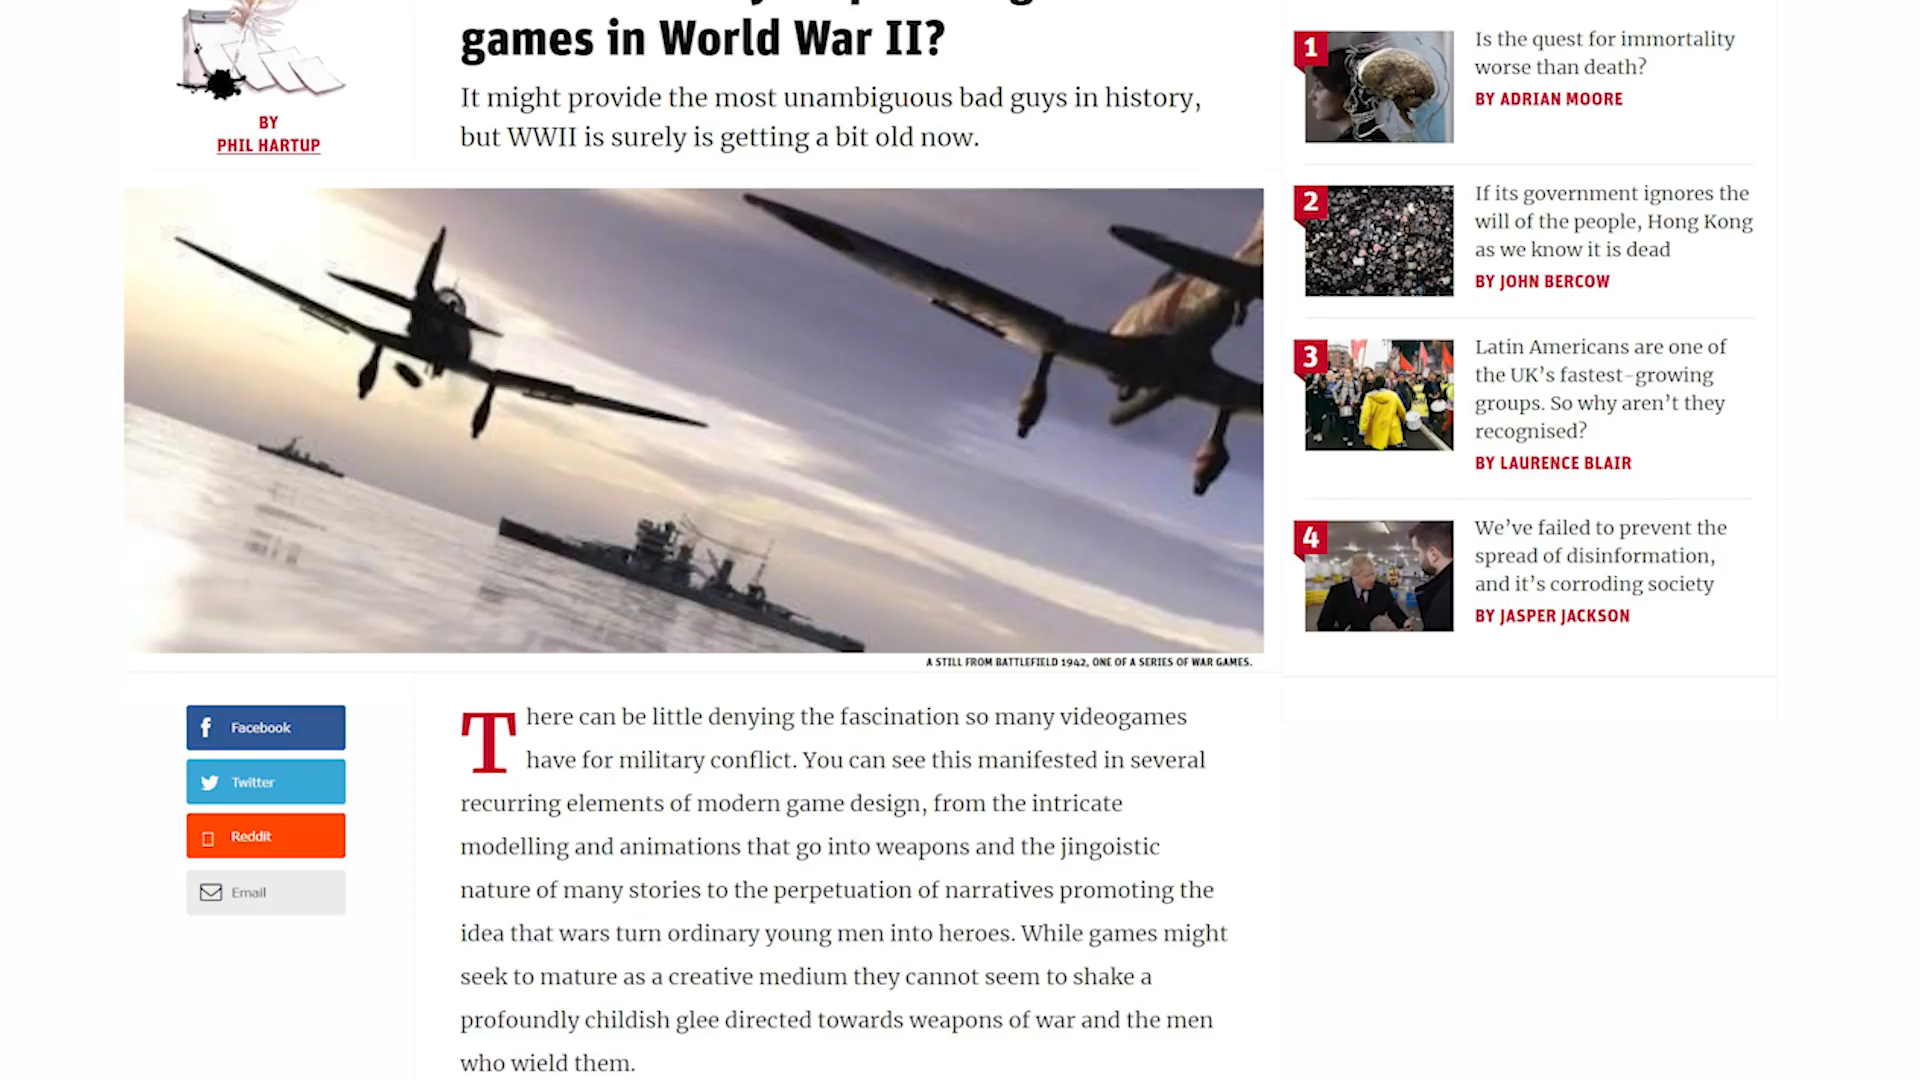 games in World War II?
It might provide the most unambiguous bad guys in history,
but WWII is surely is getting a bit old now.
BY
PHIL HARTUP
A STILL FROM BATTLEFIELD 1942, ONE OF A SERIES OF WAR GAMES.
Facebook
Twitter
Reddit
Email
There can be little denying the fascination so many videogames
have for military conflict. You can see this manifested in several
recurring elements of modern game design, from the intricate
modelling and animations that go into weapons and the jingoistic
nature of many stories to the perpetuation of narratives promoting the
idea that wars turn ordinary young men into heroes. While games might
seek to mature as a creative medium they cannot seem to shake a
profoundly childish glee directed towards weapons of war and the men
who wield them.
1
Is the quest for immortality
worse than death?
BY ADRIAN MOORE
2
If its government ignores the
will of the people, Hong Kong
as we know it is dead
BY JOHN BERCOW
3
Latin Americans are one of
the UK’s fastest-growing
groups. So why aren’t they
recognised?
BY LAURENCE BLAIR
4
We’ve failed to prevent the
spread of disinformation,
and it’s corroding society
BY JASPER JACKSON